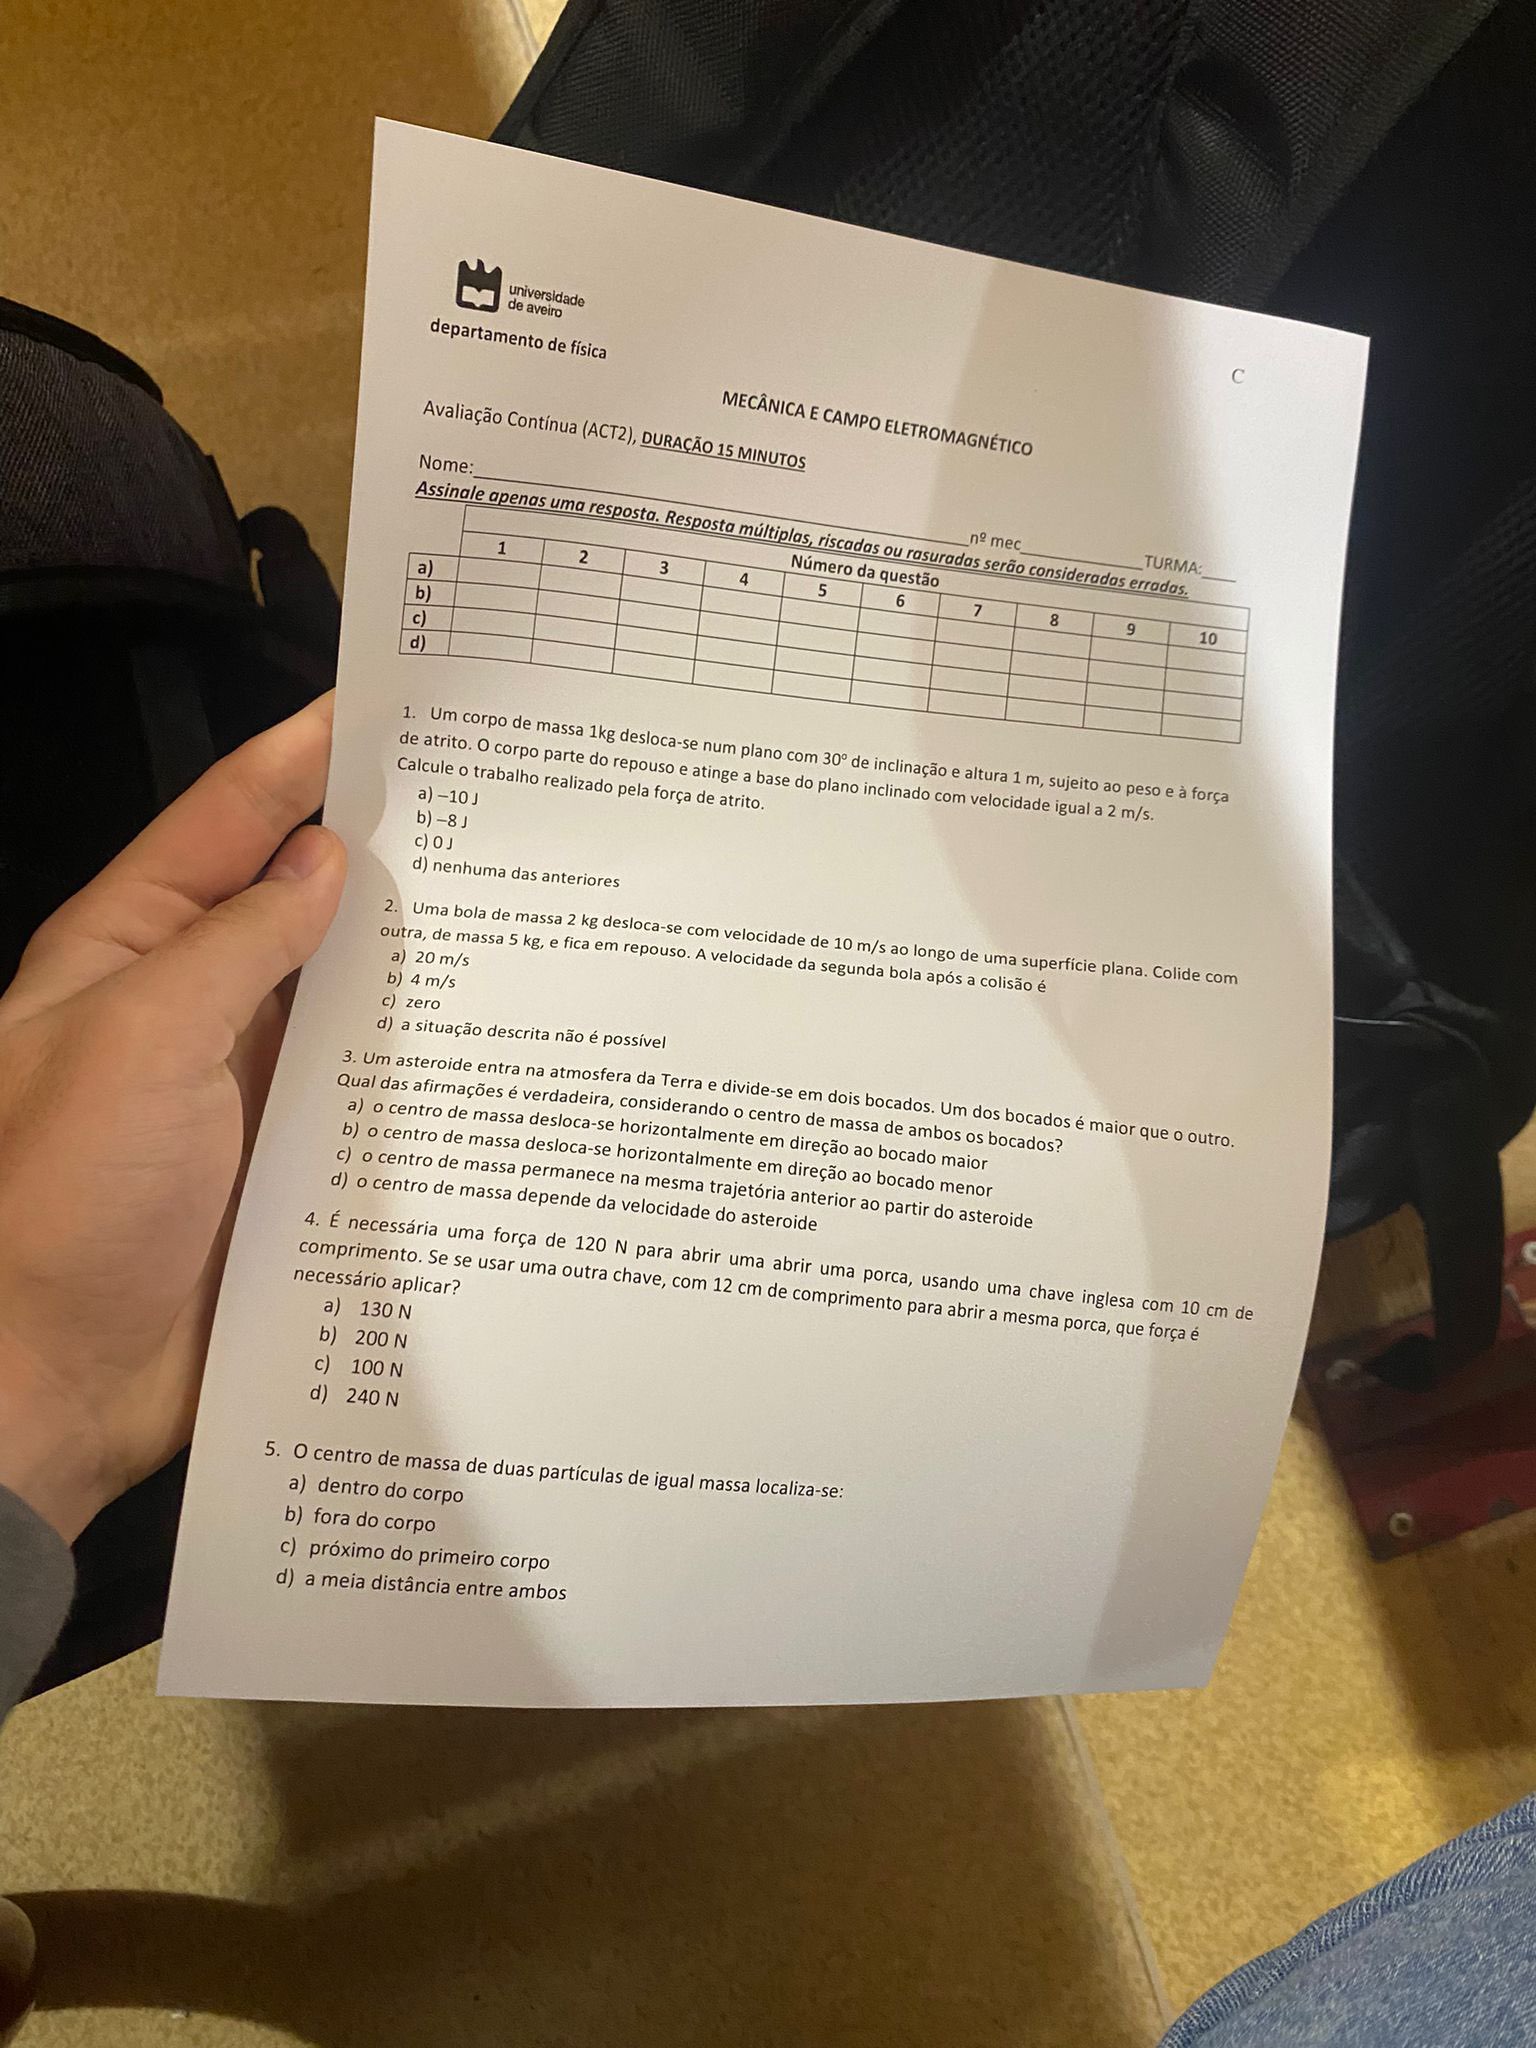 universidade
de aveiro
departamento de física
C
MECÂNICA E CAMPO ELETROMAGNÉTICO
Avaliação Contínua (ACT2), DURAÇÃO 15 MINUTOS
Nome: nº mec TURMA:
Assinale apenas uma resposta. Resposta múltiplas, riscadas ou rasuradas serão consideradas erradas.
Número da questão
1 2 3 4 5 6 7 8 9 10
a)
b)
c)
d)
1. Um corpo de massa 1kg desloca-se num plano com 30º de inclinação e altura 1 m, sujeito ao peso e à força
de atrito. O corpo parte do repouso e atinge a base do plano inclinado com velocidade igual a 2 m/s.
Calcule o trabalho realizado pela força de atrito.
a) –10 J
b) –8 J
c) 0 J
d) nenhuma das anteriores
2. Uma bola de massa 2 kg desloca-se com velocidade de 10 m/s ao longo de uma superfície plana. Colide com
outra, de massa 5 kg, e fica em repouso. A velocidade da segunda bola após a colisão é
a) 20 m/s
b) 4 m/s
c) zero
d) a situação descrita não é possível
3. Um asteroide entra na atmosfera da Terra e divide-se em dois bocados. Um dos bocados é maior que o outro.
Qual das afirmações é verdadeira, considerando o centro de massa de ambos os bocados?
a) o centro de massa desloca-se horizontalmente em direção ao bocado maior
b) o centro de massa desloca-se horizontalmente em direção ao bocado menor
c) o centro de massa permanece na mesma trajetória anterior ao partir do asteroide
d) o centro de massa depende da velocidade do asteroide
4. É necessária uma força de 120 N para abrir uma abrir uma porca, usando uma chave inglesa com 10 cm de
comprimento. Se se usar uma outra chave, com 12 cm de comprimento para abrir a mesma porca, que força é
necessário aplicar?
a) 130 N
b) 200 N
c) 100 N
d) 240 N
5. O centro de massa de duas partículas de igual massa localiza-se:
a) dentro do corpo
b) fora do corpo
c) próximo do primeiro corpo
d) a meia distância entre ambos